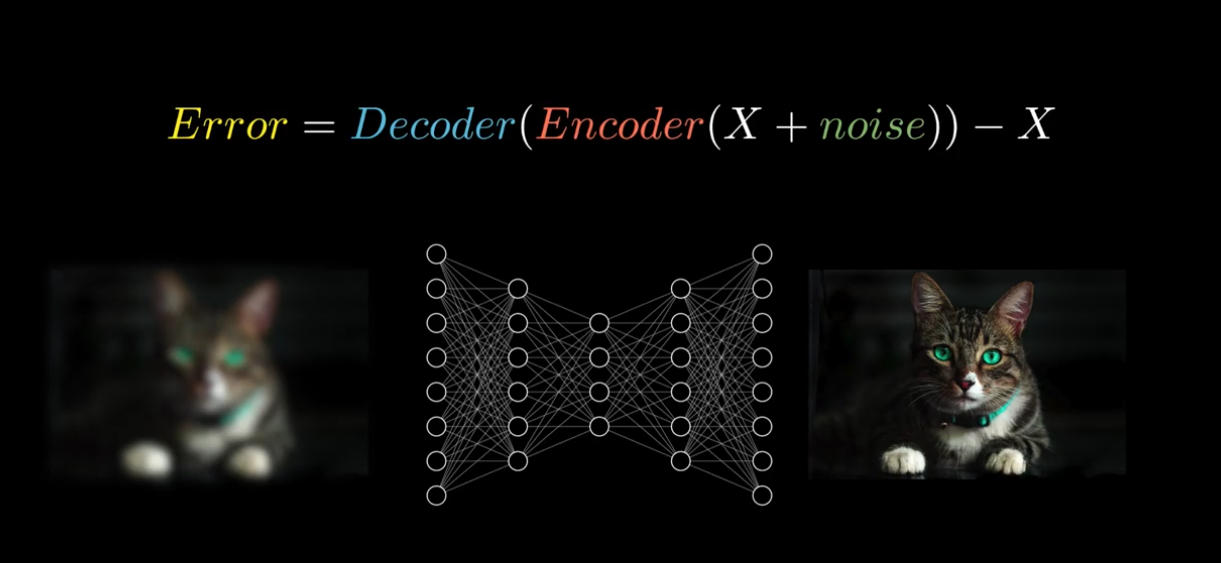 Error = Decoder(Encoder(X + noise)) − X